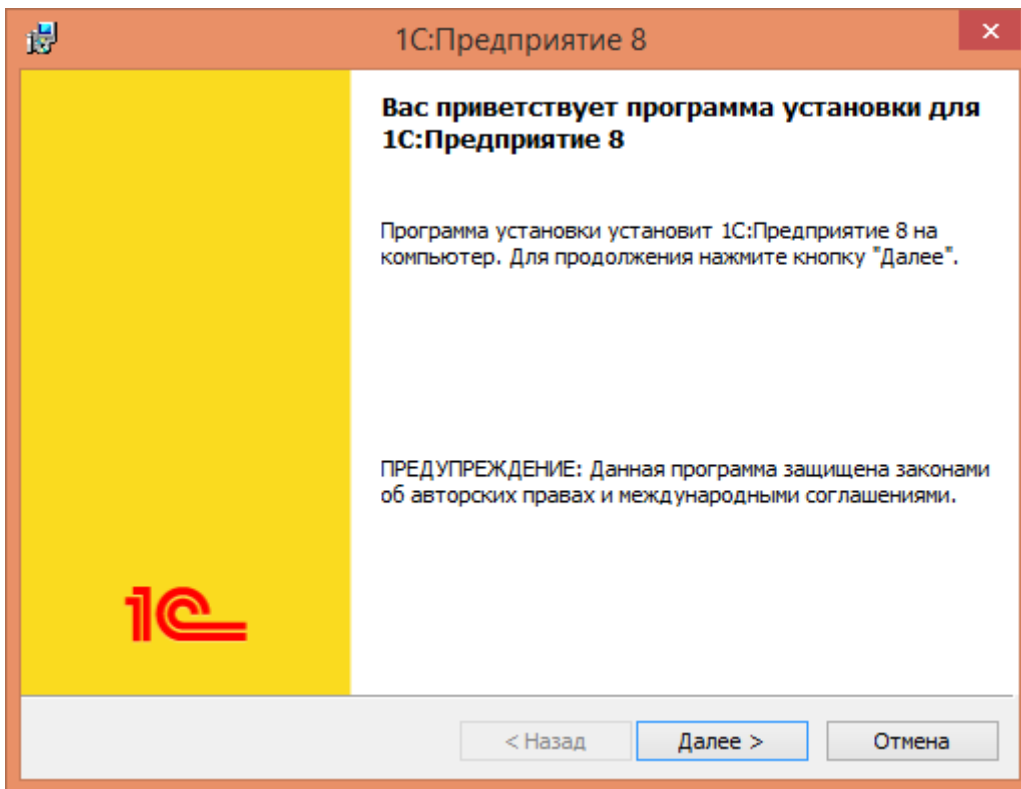 1С:Предприятие 8
Вас приветствует программа установки для
1С:Предприятие 8
Программа установки установит 1С:Предприятие 8 на
компьютер. Для продолжения нажмите кнопку "Далее".
ПРЕДУПРЕЖДЕНИЕ: Данная программа защищена законами
об авторских правах и международными соглашениями.
1С
< Назад
Далее >
Отмена